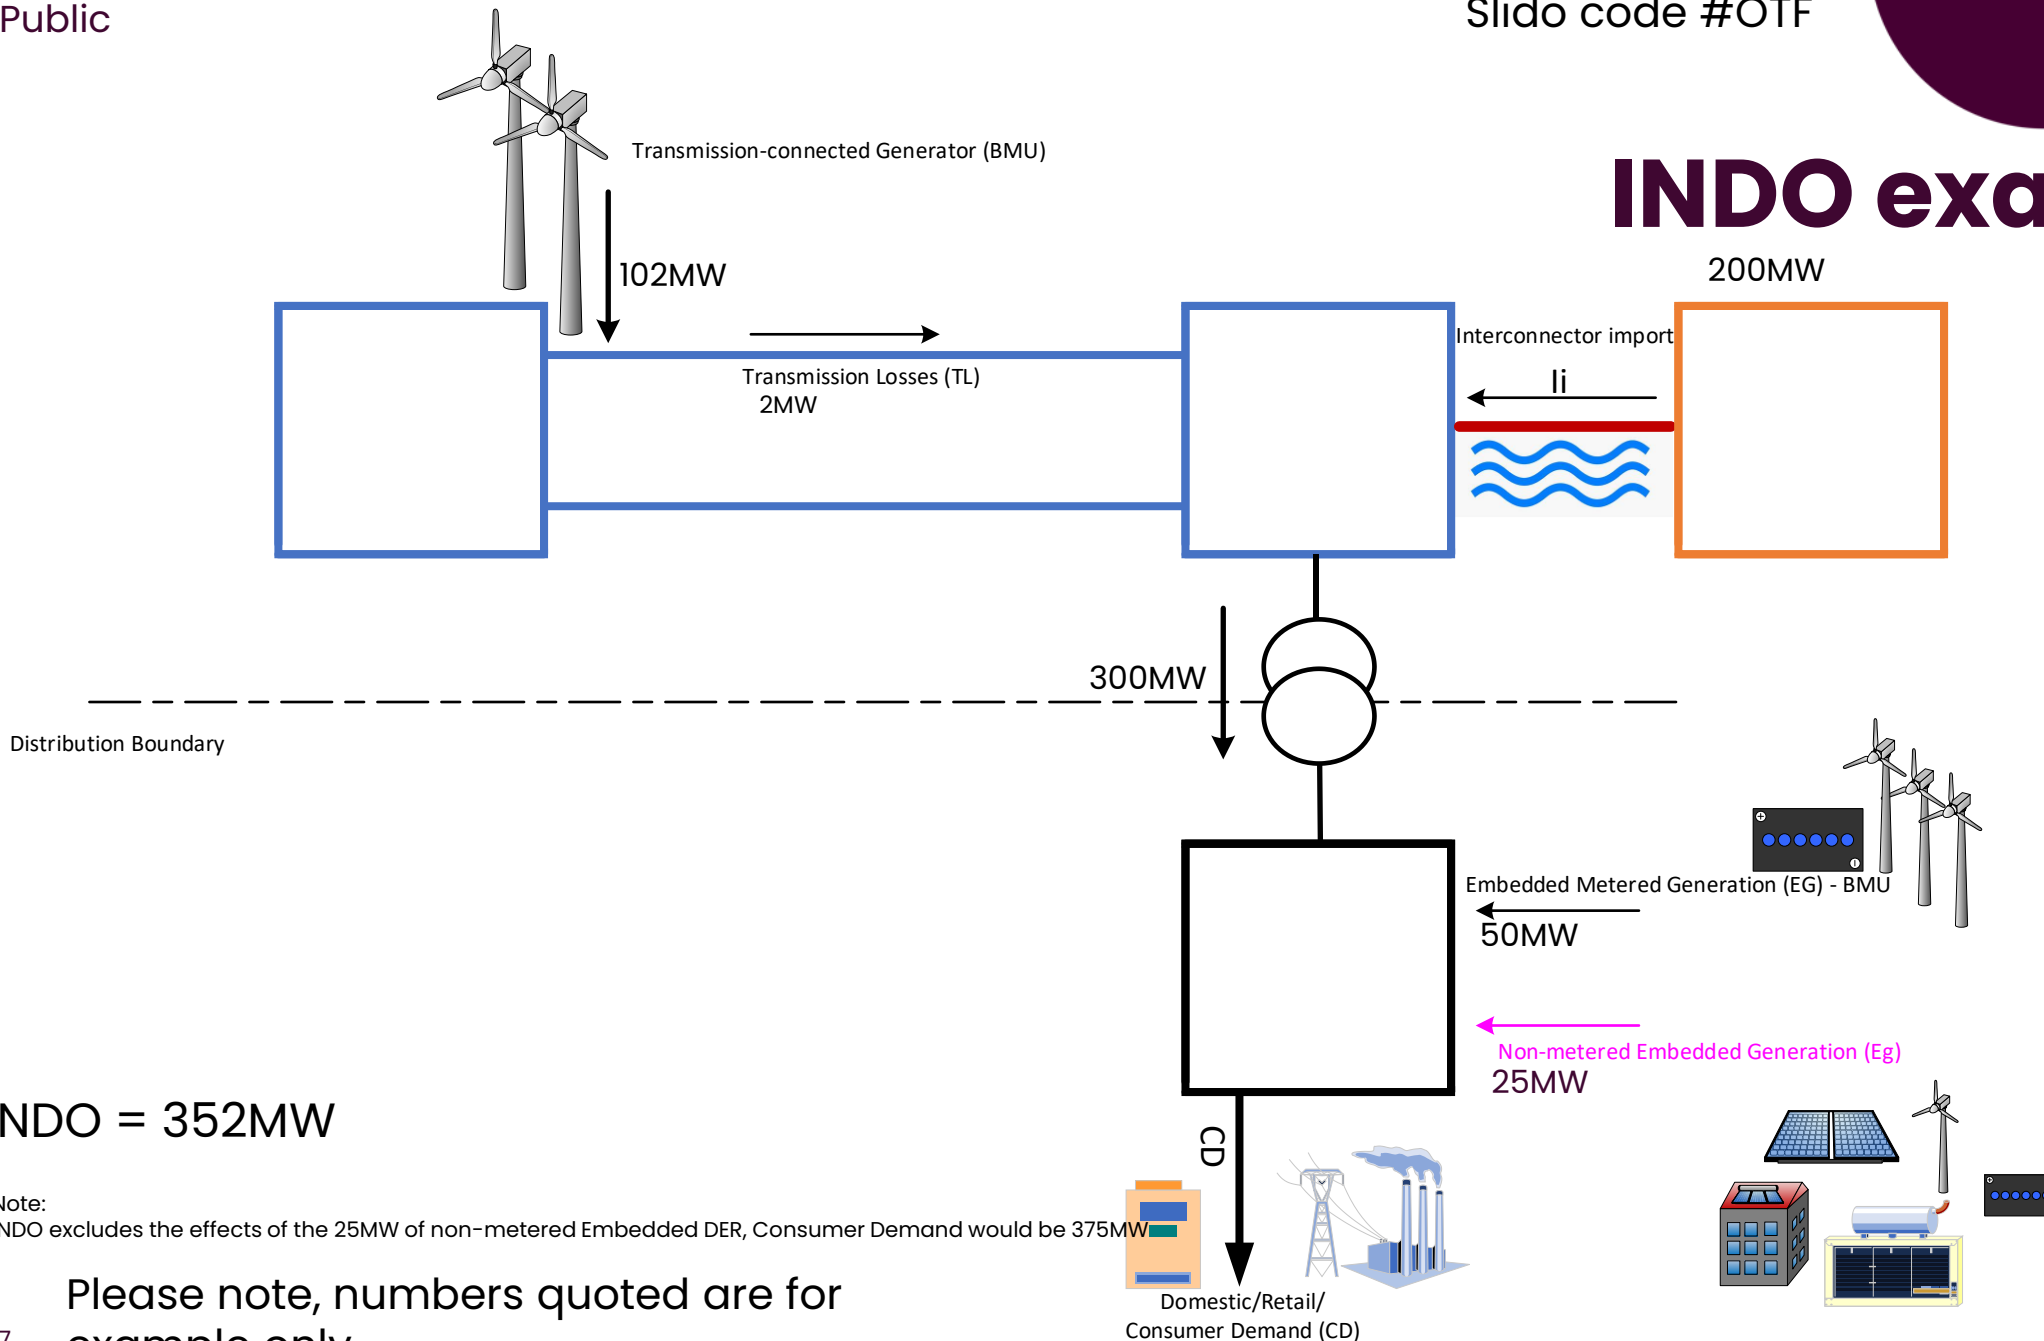 Public
Slido code #OTF
Transmission-connected Generator (BMU)
INDO exa
102MW
200MW
Interconnector import
Ii
Transmission Losses (TL)
2MW
300MW
Distribution Boundary
Embedded Metered Generation (EG) - BMU
50MW
Non-metered Embedded Generation (Eg)
25MW
NDO = 352MW
CD
Note:
NDO excludes the effects of the 25MW of non-metered Embedded DER, Consumer Demand would be 375MW
Please note, numbers quoted are for
example only
7
Domestic/Retail/
Consumer Demand (CD)